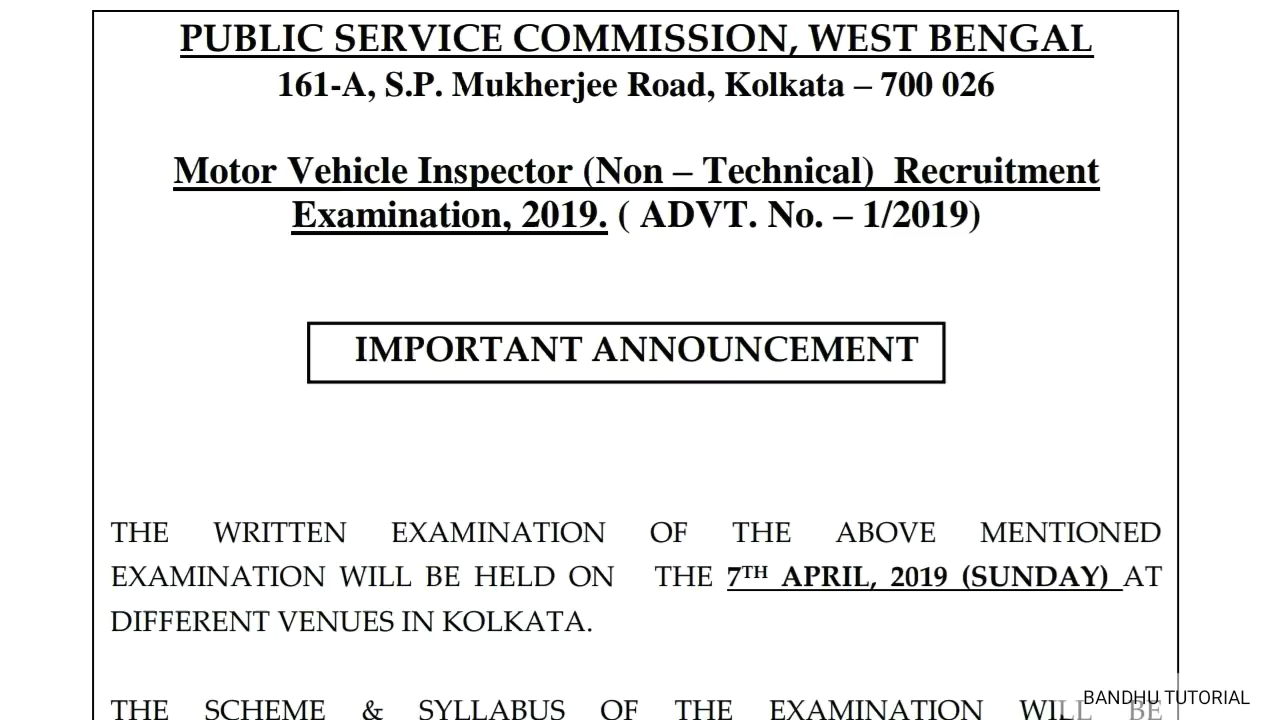 PUBLIC SERVICE COMMISSION, WEST BENGAL
161-A, S.P. Mukherjee Road, Kolkata – 700 026
Motor Vehicle Inspector (Non – Technical) Recruitment
Examination, 2019. ( ADVT. No. – 1/2019)
IMPORTANT ANNOUNCEMENT
THE WRITTEN EXAMINATION OF THE ABOVE MENTIONED
EXAMINATION WILL BE HELD ON THE 7TH APRIL, 2019 (SUNDAY) AT
DIFFERENT VENUES IN KOLKATA.
THE SCHEME & SYLLABUS OF THE EXAMINATION WILL BE
BANDHU TUTORIAL